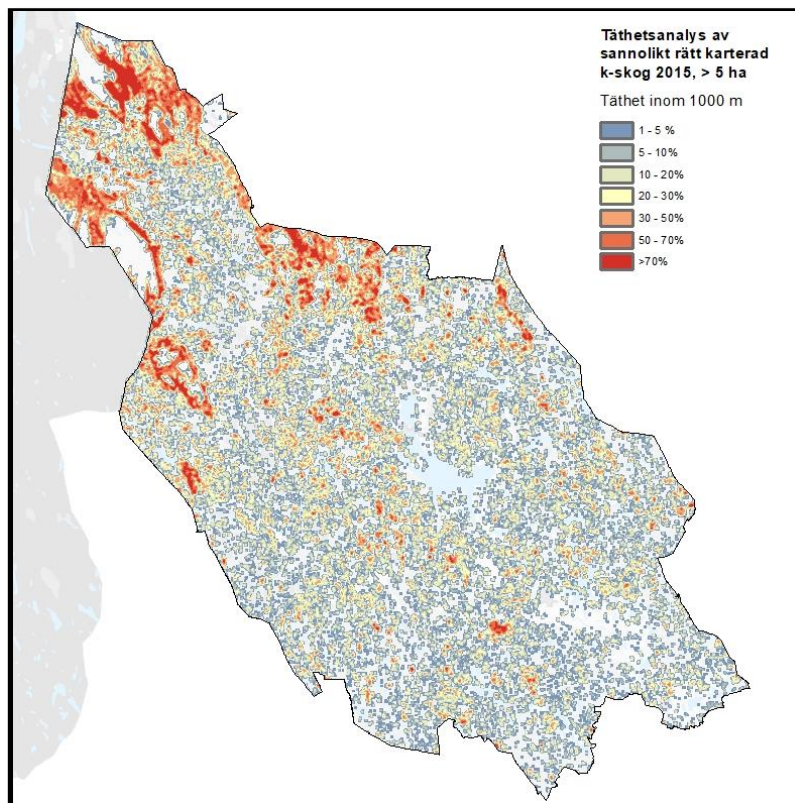 Täthetsanalys av
sannolikt rätt karterad
k-skog 2015, > 5 ha
Täthet inom 1000 m
1 - 5 %
5 - 10%
10 - 20%
20 - 30%
30 - 50%
50 - 70%
>70%